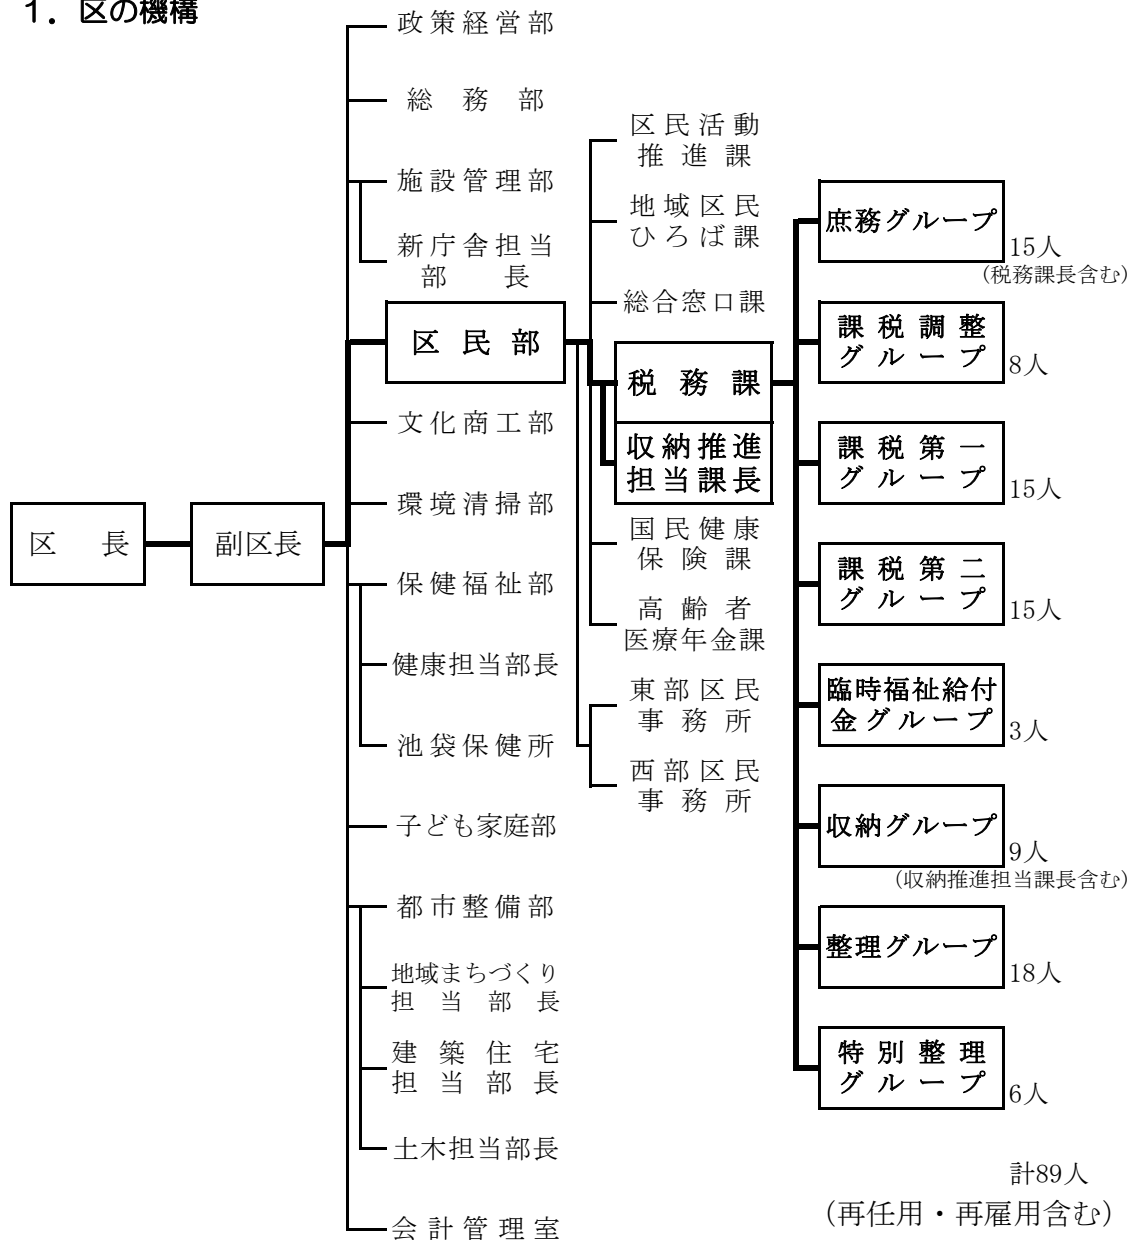 1．区の機構
区　長
副区長
政策経営部
総　務　部
施設管理部
新庁舎担当
部　長
区　民　部
文化商工部
環境清掃部
保健福祉部
健康担当部長
池袋保健所
子ども家庭部
都市整備部
地域まちづくり
担当部長
建築住宅
担当部長
土木担当部長
会計管理室
区民活動
推進課
地域区民
ひろば課
総合窓口課
税　務　課
収納推進
担当課長
国民健康
保険課
高齢者
医療年金課
東部区民
事務所
西部区民
事務所
庶務グループ
15人
(税務課長含む)
課税調整
グループ
8人
課税第一
グループ
15人
課税第二
グループ
15人
臨時福祉給付
金グループ
3人
収納グループ
9人
(収納推進担当課長含む)
整理グループ
18人
特別整理
グループ
6人
計89人
（再任用・再雇用含む）